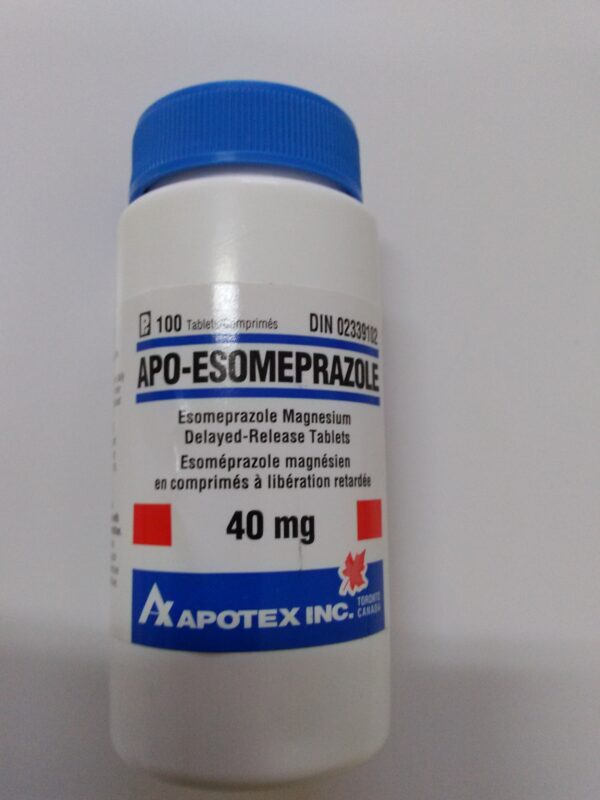 Pr 100 Tablets/Comprimés DIN 02339102
APO-ESOMEPRAZOLE
Esomeprazole Magnesium
Delayed-Release Tablets
Esoméprazole magnésien
en comprimés à libération retardée
40 mg
APOTEX INC. TORONTO
CANADA